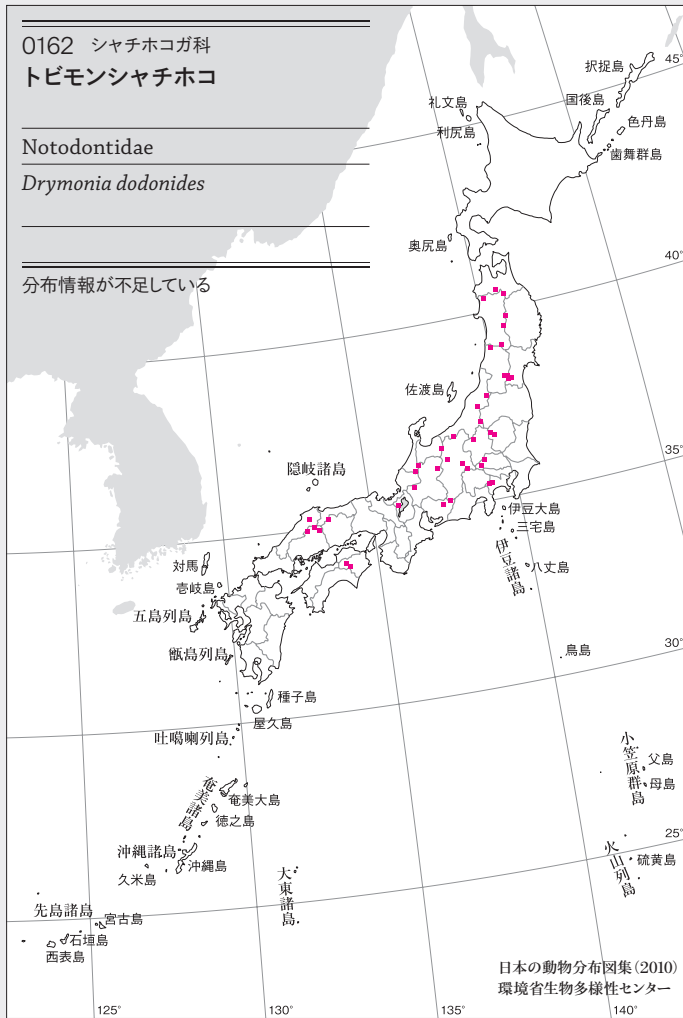 0162 シャチホコガ科
トビモンシャチホコ
Notodontidae
Drymonia dodonides
分布情報が不足している
択捉島
45°
国後島
礼文島
色丹島
利尻島
歯舞群島
奥尻島
40°
佐渡島
35°
隠岐諸島
伊豆大島
三宅島
伊豆諸島
八丈島
対馬
壱岐島
五島列島
甑島列島
鳥島
30°
種子島
屋久島
吐噶喇列島
小笠原群島
父島
母島
奄美諸島
奄美大島
徳之島
25°
沖縄諸島
沖縄島
久米島
火山列島
硫黄島
大東諸島
先島諸島
宮古島
石垣島
西表島
日本の動物分布図集(2010)
環境省生物多様性センター
125°
130°
135°
140°